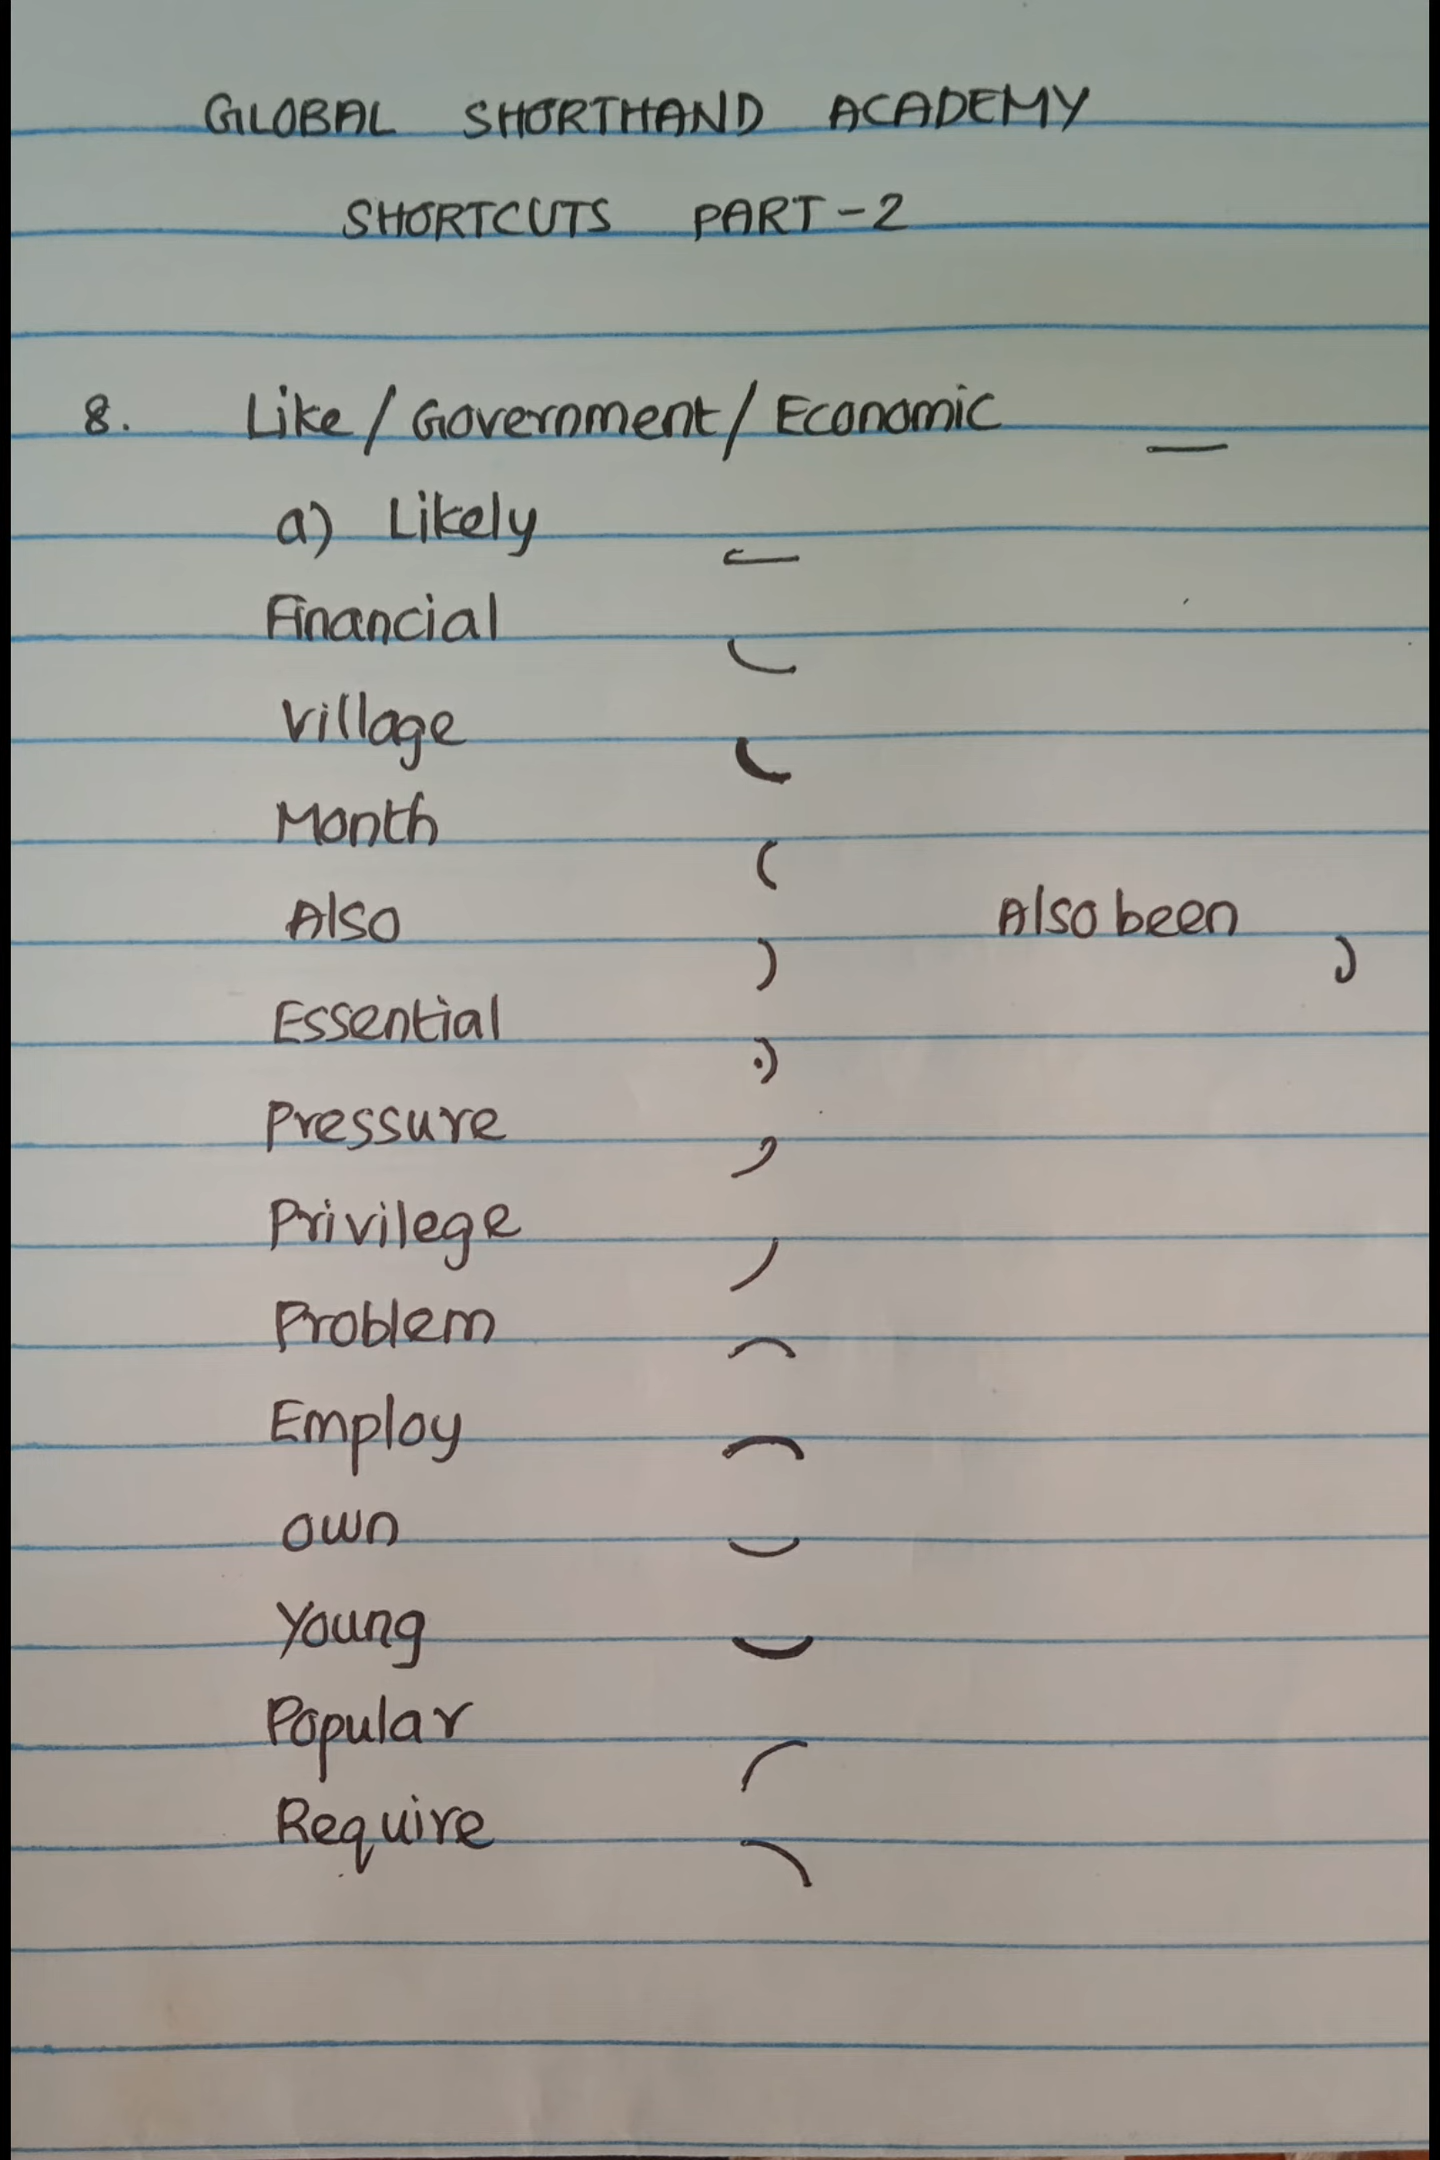 GLOBAL SHORTHAND ACADEMY
SHORTCUTS PART-2
8. Like/Government/Economic
a) Likely
Financial
Village
Month
Also Also been
Essential
Pressure
Privilege
Problem
Employ
own
Young
Popular
Require